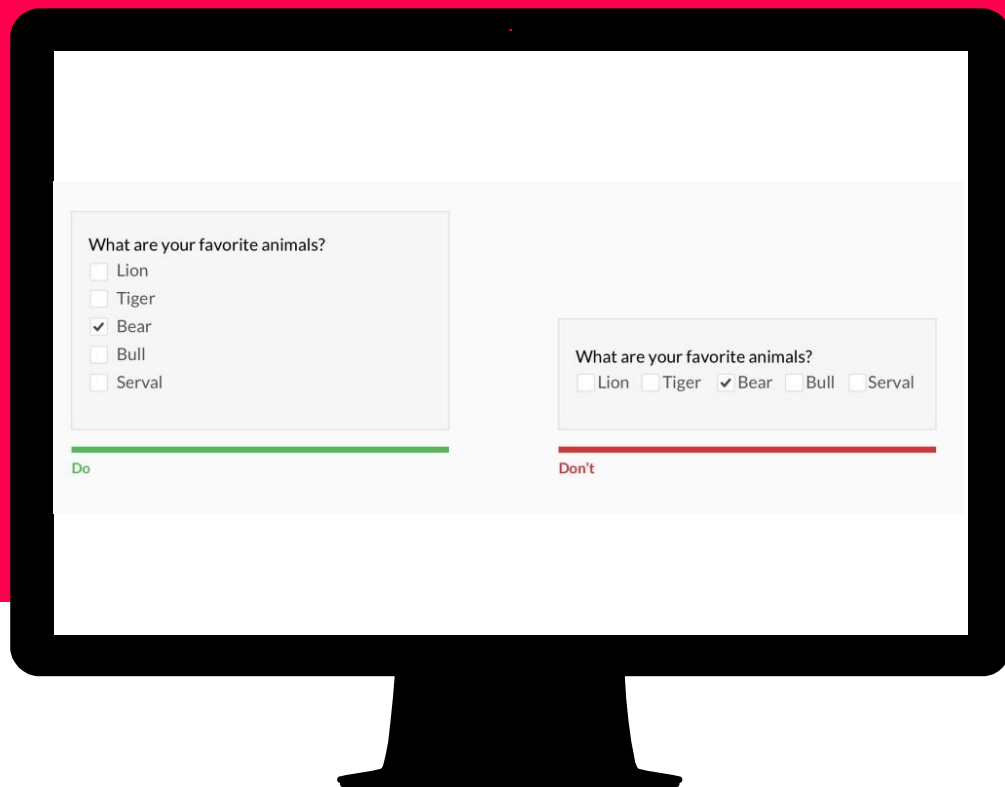 What are your favorite animals?
Lion
Tiger
Bear
Bull
Serval
Do
What are your favorite animals?
Lion Tiger Bear Bull Serval
Don't